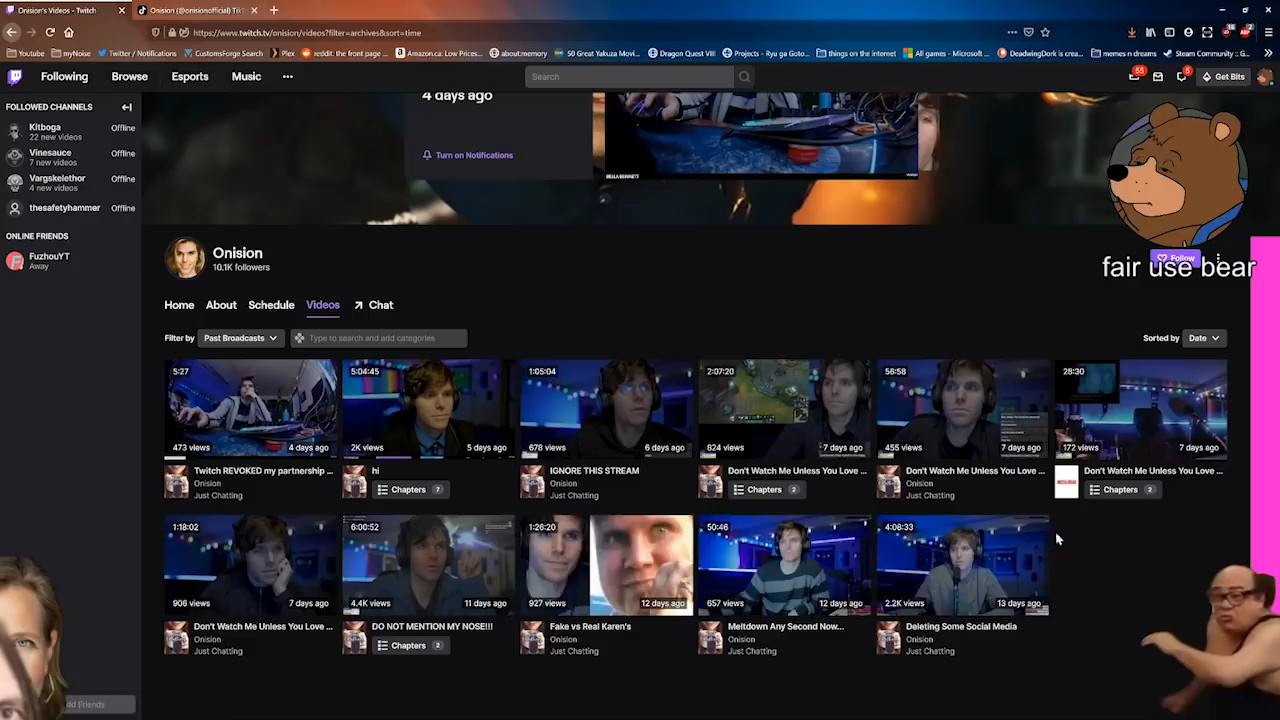 Onision's Videos - Twitch
Onision (@onisionofficial) TikT
https://www.twitch.tv/onision/videos?filter=archives&sort=time
Youtube
myNoise
Twitter / Notifications
CustomsForge Search
Plex
reddit: the front page ...
Amazon.ca: Low Prices...
about:memory
50 Great Yakuza Movi...
Dragon Quest VIII
Projects - Ryu ga Goto...
things on the internet
All games - Microsoft ...
DeadwingDork is crea...
memes n dreams
Steam Community :: G...
Following
Browse
Esports
Music
Search
55
5
Get Bits
FOLLOWED CHANNELS
Kitboga
Offline
22 new videos
Vinesauce
Offline
7 new videos
Vargskelethor
Offline
4 new videos
thesafetyhammer
Offline
ONLINE FRIENDS
FuzhouYT
Away
4 days ago
Turn on Notifications
BELLA BENNETT
Onision
10.1K followers
Follow
fair use bear
Home
About
Schedule
Videos
Chat
Filter by
Past Broadcasts
Type to search and add categories
Sorted by
Date
5:27
473 views
4 days ago
Twitch REVOKED my partnership ...
Onision
Just Chatting
5:04:45
2K views
5 days ago
hi
Chapters 7
1:05:04
678 views
6 days ago
IGNORE THIS STREAM
Onision
Just Chatting
2:07:20
824 views
7 days ago
Don't Watch Me Unless You Love ...
Chapters 2
56:58
455 views
7 days ago
Don't Watch Me Unless You Love ...
Onision
Just Chatting
28:30
172 views
7 days ago
Don't Watch Me Unless You Love ...
Chapters 2
1:18:02
908 views
7 days ago
Don't Watch Me Unless You Love ...
Onision
Just Chatting
6:00:52
4.4K views
11 days ago
DO NOT MENTION MY NOSE!!!
Chapters 2
1:26:20
927 views
12 days ago
Fake vs Real Karen's
Onision
Just Chatting
50:46
657 views
12 days ago
Meltdown Any Second Now...
Onision
Just Chatting
4:08:33
2.2K views
13 days ago
Deleting Some Social Media
Onision
Just Chatting
dd Friends